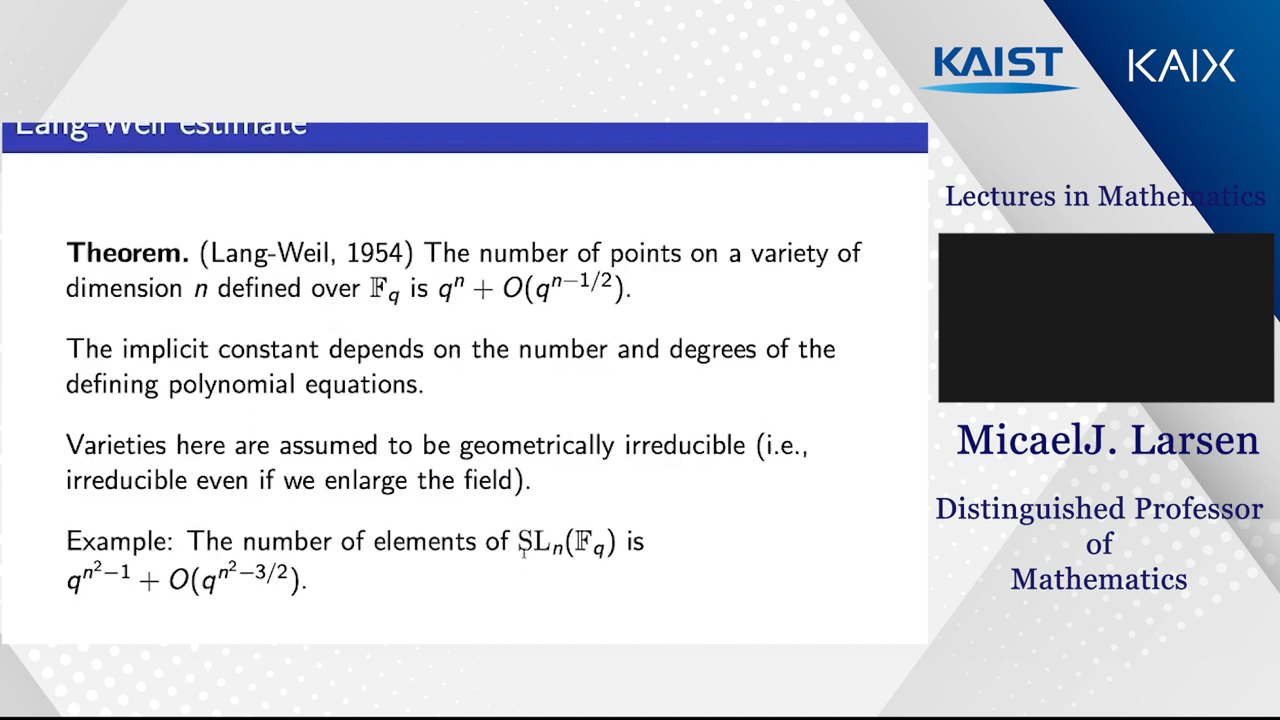 KAIST KAIX
Lang-Weil estimate
Theorem. (Lang-Weil, 1954) The number of points on a variety of
dimension n defined over 𝔽_q is q^n + O(q^{n−1/2}).
The implicit constant depends on the number and degrees of the
defining polynomial equations.
Varieties here are assumed to be geometrically irreducible (i.e.,
irreducible even if we enlarge the field).
Example: The number of elements of SL_n(𝔽_q) is
q^{n^2−1} + O(q^{n^2−3/2}).
Lectures in Mathematics
MicaelJ. Larsen
Distinguished Professor
of
Mathematics